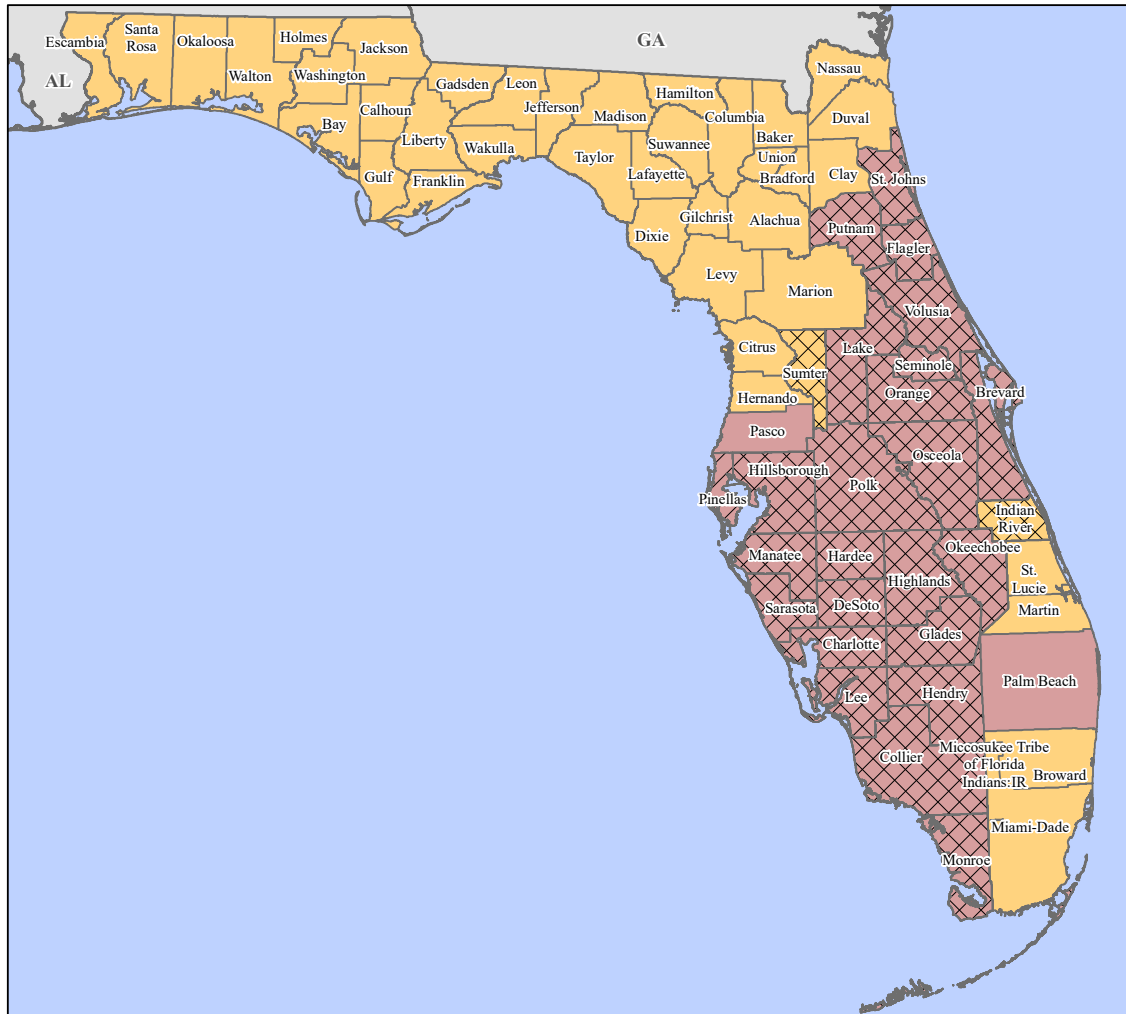 Escambia
Santa
Rosa
Okaloosa
Holmes
Jackson
GA
AL
Walton
Washington
Nassau
Gadsden
Leon
Hamilton
Calhoun
Jefferson
Madison
Columbia
Duval
Bay
Liberty
Wakulla
Suwannee
Baker
Taylor
Union
Gulf
Franklin
Lafayette
Bradford
Clay
St. Johns
Gilchrist
Alachua
Putnam
Dixie
Flagler
Levy
Marion
Volusia
Citrus
Lake
Sumter
Seminole
Hernando
Orange
Brevard
Pasco
Osceola
Hillsborough
Polk
Pinellas
Indian
River
Okeechobee
Manatee
Hardee
Highlands
St.
Lucie
Sarasota
DeSoto
Martin
Glades
Charlotte
Palm Beach
Lee
Hendry
Miccosukee Tribe
of Florida
Indians:IR
Collier
Broward
Miami-Dade
Monroe